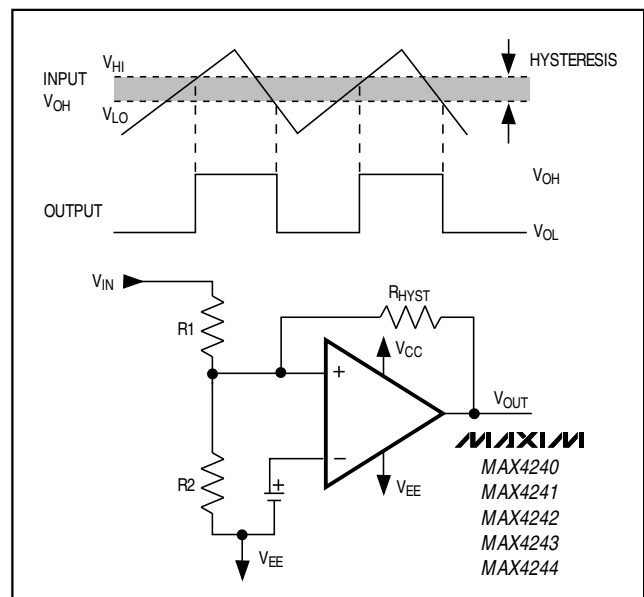 V_HI
HYSTERESIS
INPUT
V_OH
V_LO
V_OH
OUTPUT
V_OL
V_IN
R_HYST
R1
V_CC
+
V_OUT
MAXIM
−
+
R2
MAX4240
MAX4241
V_EE
MAX4242
V_EE
MAX4243
MAX4244